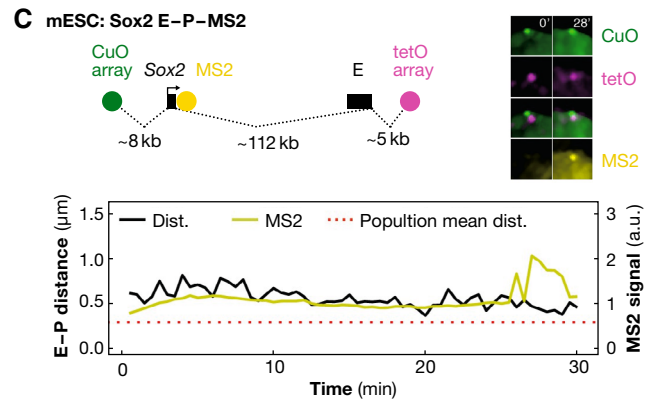 C mESC: Sox2 E–P–MS2
CuO array
Sox2
MS2
E
tetO array
~8 kb
~112 kb
~5 kb
0'
28'
CuO
tetO
MS2
E–P distance (µm)
1.5
1.0
0.5
0.0
Dist.
MS2
Popultion mean dist.
3
2
1
0
MS2 signal (a.u.)
0
10
20
30
Time (min)